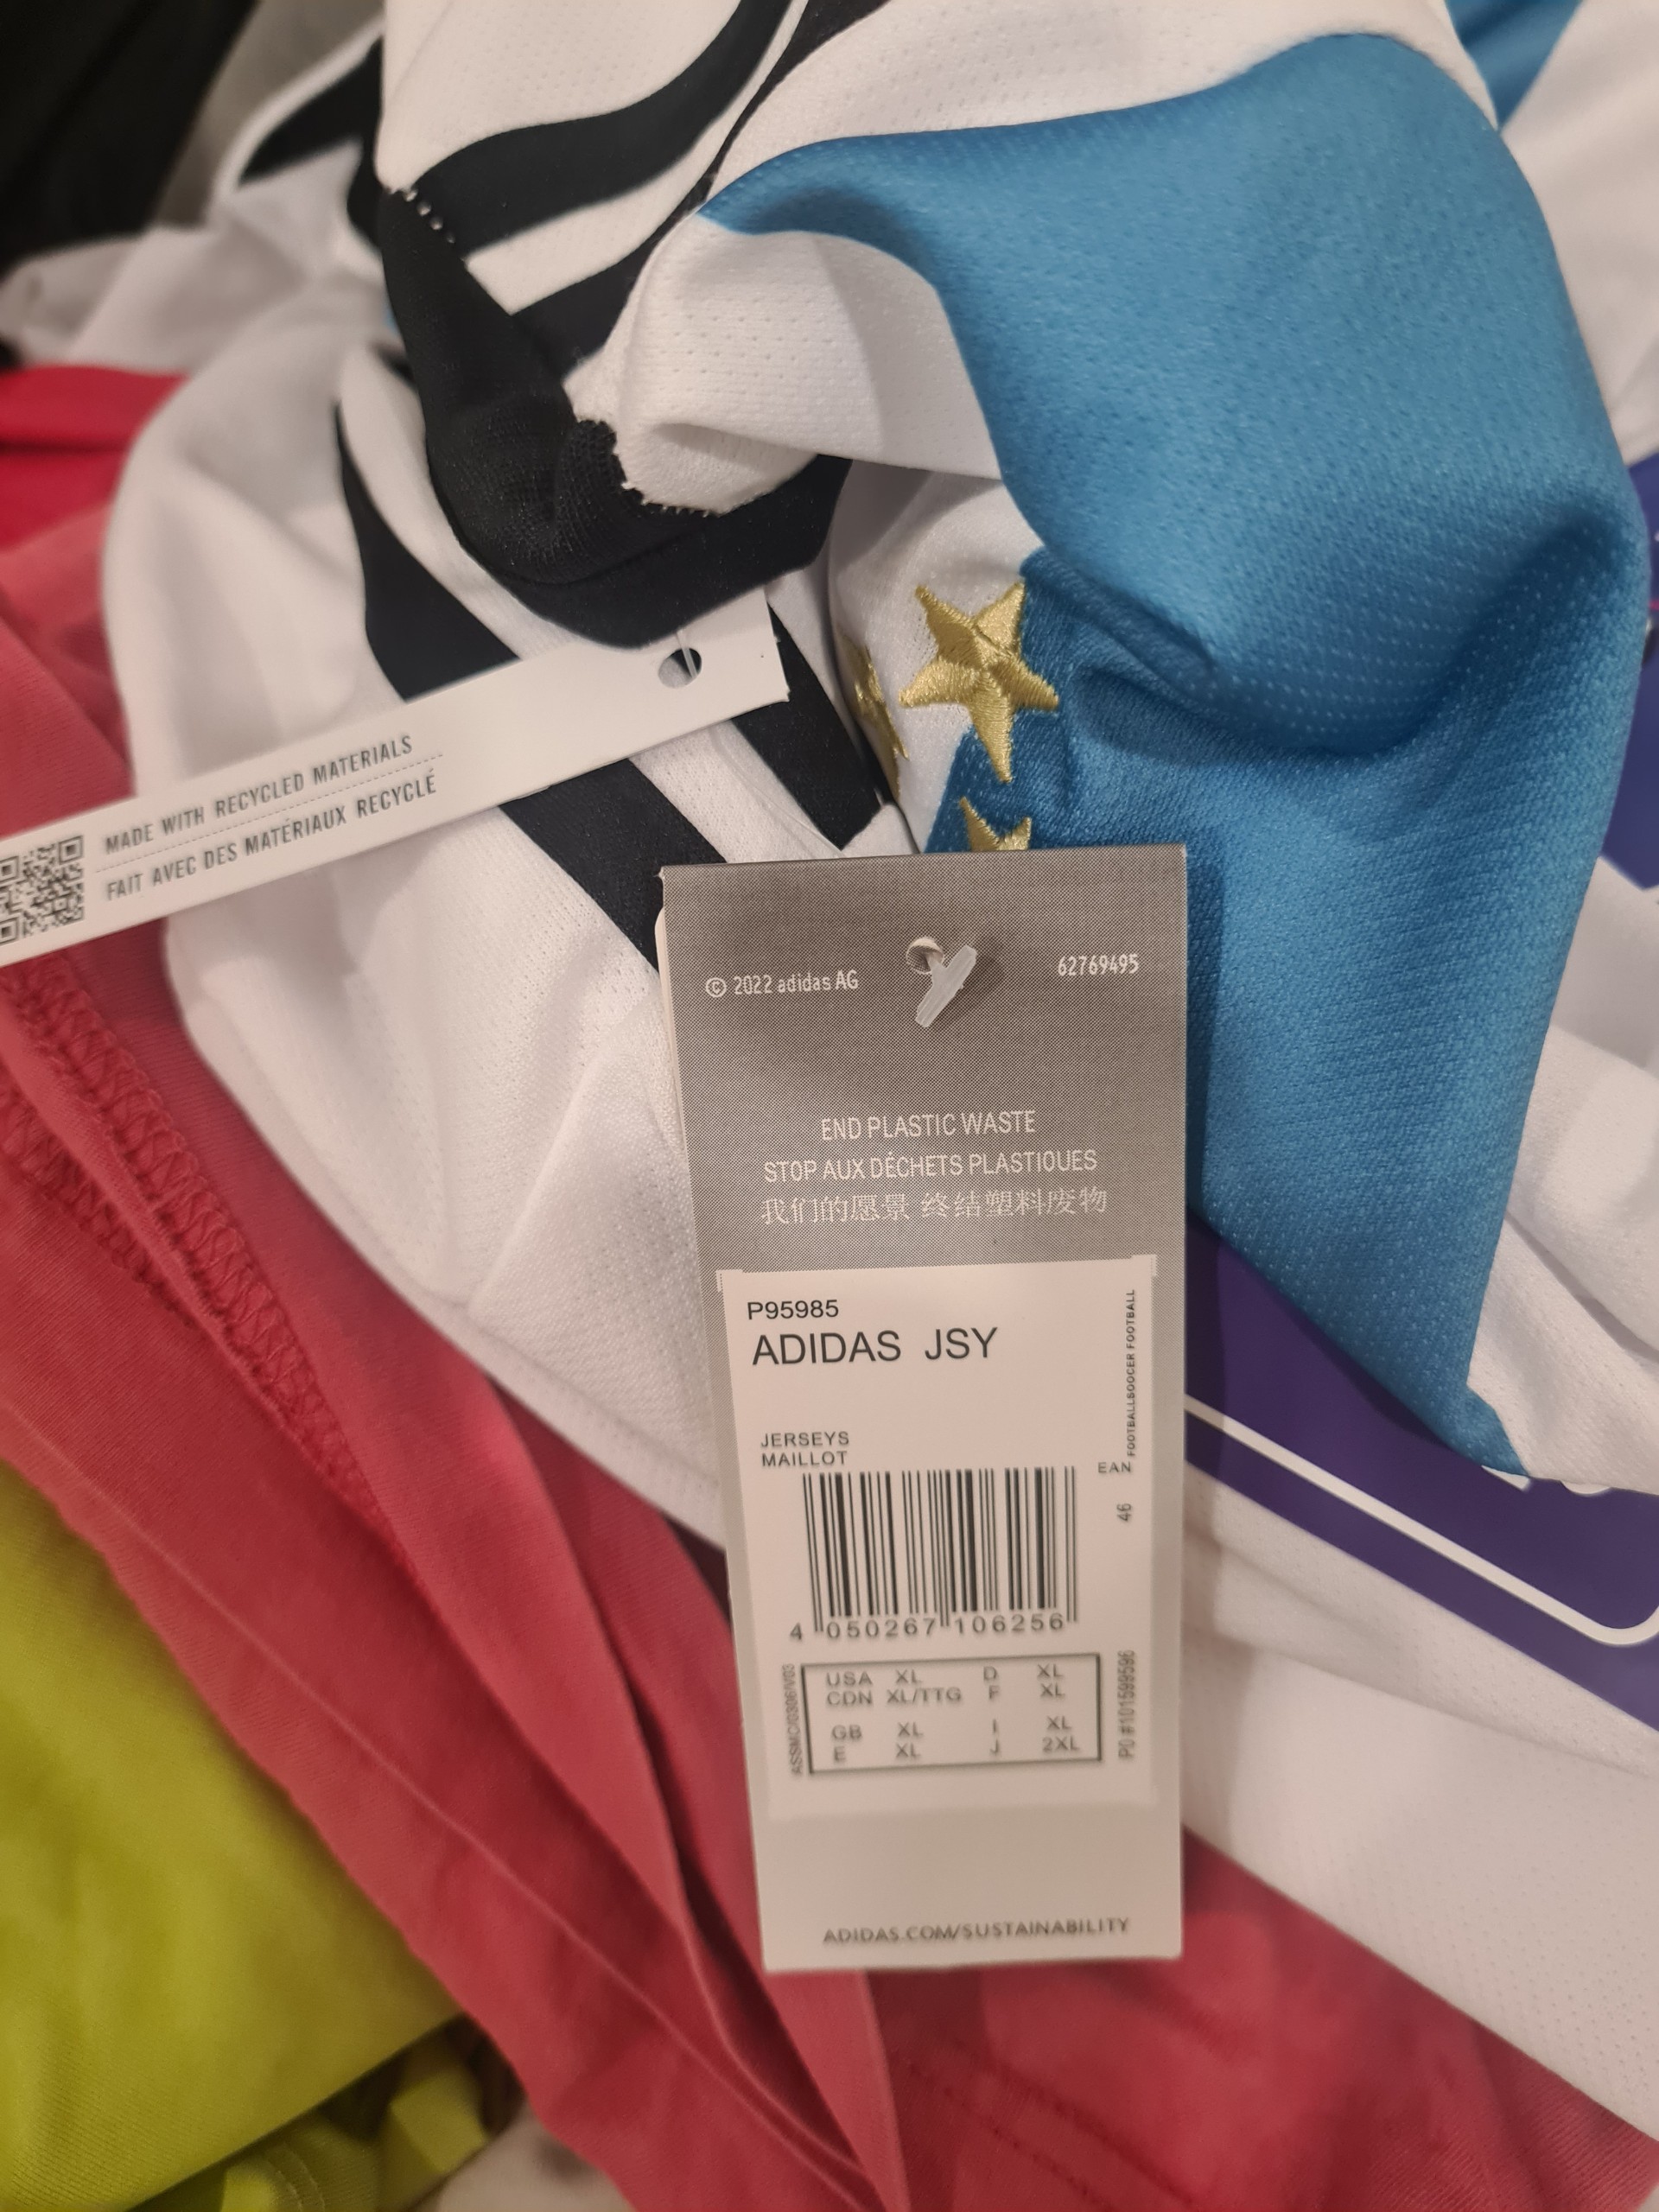 MADE WITH RECYCLED MATERIALS
FAIT AVEC DES MATÉRIAUX RECYCLÉ
© 2022 adidas AG
62769495
END PLASTIC WASTE
STOP AUX DÉCHETS PLASTIQUES
我们的愿景 终结塑料废物
P95985
ADIDAS JSY
FOOTBALL&SOCCER FOOTBALL
JERSEYS
MAILLOT
EAN
46
4 050267 106256
USA XL D XL
CDN XL/TTG F XL
GB XL I XL
E XL J 2XL
PO #101599596
ADIDAS.COM/SUSTAINABILITY